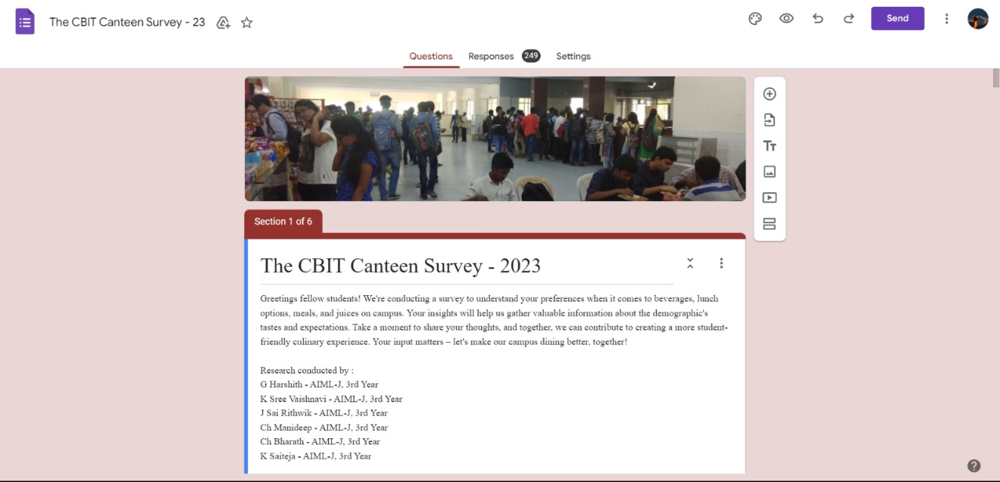 The CBIT Canteen Survey - 23
Send
Questions
Responses 249
Settings
Tт
Section 1 of 6
The CBIT Canteen Survey - 2023
Greetings fellow students! We're conducting a survey to understand your preferences when it comes to beverages, lunch
options, meals, and juices on campus. Your insights will help us gather valuable information about the demographic's
tastes and expectations. Take a moment to share your thoughts, and together, we can contribute to creating a more student-
friendly culinary experience. Your input matters – let's make our campus dining better, together!
Research conducted by :
G Harshith - AIML-J, 3rd Year
K Sree Vaishnavi - AIML-J, 3rd Year
J Sai Rithwik - AIML-J, 3rd Year
Ch Manideep - AIML-J, 3rd Year
Ch Bharath - AIML-J, 3rd Year
K Saiteja - AIML-J, 3rd Year